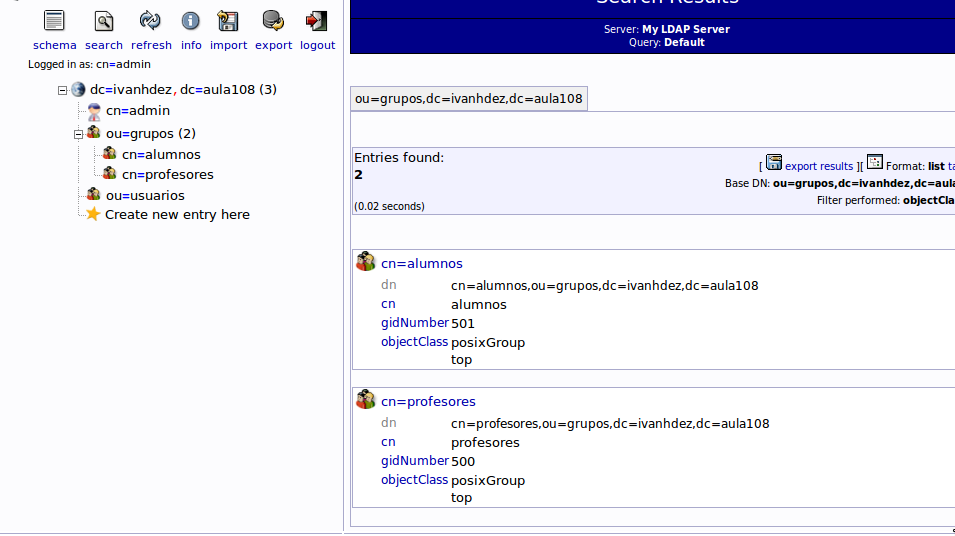 schema search refresh info import export logout
Logged in as: cn=admin
dc=ivanhdez,dc=aula108 (3)
cn=admin
ou=grupos (2)
cn=alumnos
cn=profesores
ou=usuarios
Create new entry here
Search Results
Server: My LDAP Server
Query: Default
ou=grupos,dc=ivanhdez,dc=aula108
Entries found:
2
(0.02 seconds)
[ export results ][ Format: list ta
Base DN: ou=grupos,dc=ivanhdez,dc=aula
Filter performed: objectCla
cn=alumnos
dn cn=alumnos,ou=grupos,dc=ivanhdez,dc=aula108
cn alumnos
gidNumber 501
objectClass posixGroup
top
cn=profesores
dn cn=profesores,ou=grupos,dc=ivanhdez,dc=aula108
cn profesores
gidNumber 500
objectClass posixGroup
top